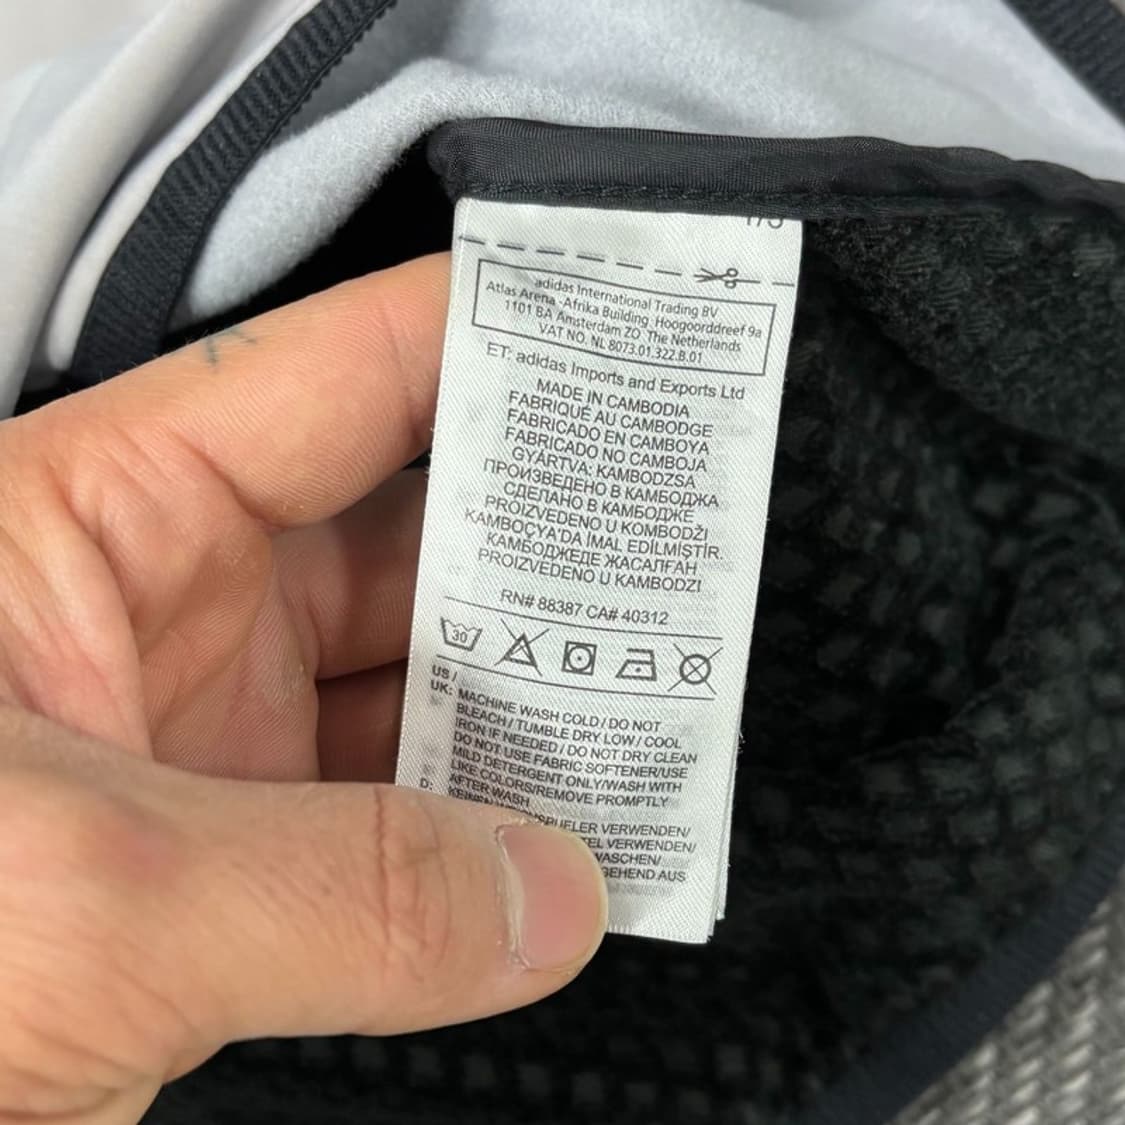 adidas International Trading BV
Atlas Arena -Afrika Building Hoogoorddreef 9a
1101 BA Amsterdam ZO The Netherlands
VAT NO. NL 8073.01.322.B.01
ET: adidas Imports and Exports Ltd
MADE IN CAMBODIA
FABRIQUÉ AU CAMBODGE
FABRICADO EN CAMBOYA
FABRICADO NO CAMBOJA
GYÁRTVA: KAMBODZSA
ПРОИЗВЕДЕНО В КАМБОДЖА
СДЕЛАНО В КАМБОДЖЕ
PROIZVEDENO U KOMBODŽI
KAMBOÇYA'DA İMAL EDİLMİŞTİR.
КАМБОДЖЕДЕ ЖАСАЛҒАН
PROIZVEDENO U KAMBODZI
RN# 88387 CA# 40312
30
US /
UK: MACHINE WASH COLD / DO NOT
BLEACH / TUMBLE DRY LOW / COOL
IRON IF NEEDED / DO NOT DRY CLEAN
DO NOT USE FABRIC SOFTENER/USE
MILD DETERGENT ONLY/WASH WITH
LIKE COLORS/REMOVE PROMPTLY
AFTER WASH
D: KEINEN VERWENDEN/
VERWENDEN/
WASCHEN/
AUS